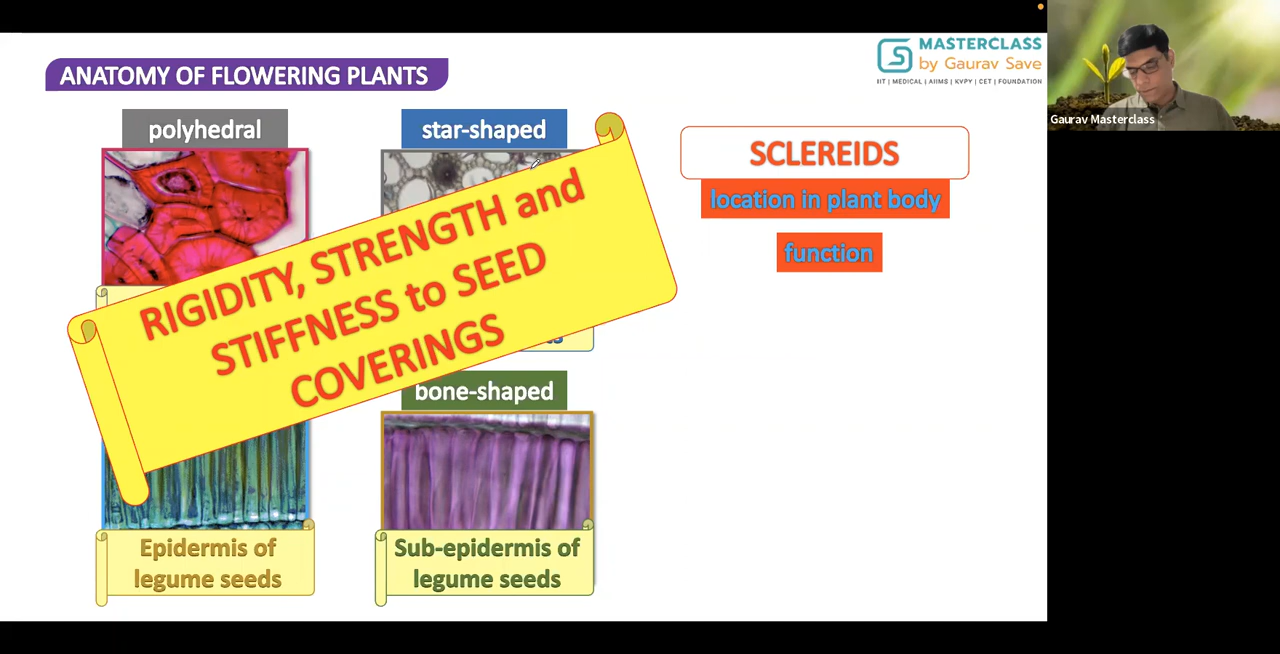 ANATOMY OF FLOWERING PLANTS
MASTERCLASS
by Gaurav Save
IIT | MEDICAL | AIIMS | KVPY | CET | FOUNDATION
Gaurav Masterclass
polyhedral
star-shaped
SCLEREIDS
location in plant body
function
RIGIDITY, STRENGTH and
STIFFNESS to SEED
COVERINGS
bone-shaped
Epidermis of
legume seeds
Sub-epidermis of
legume seeds